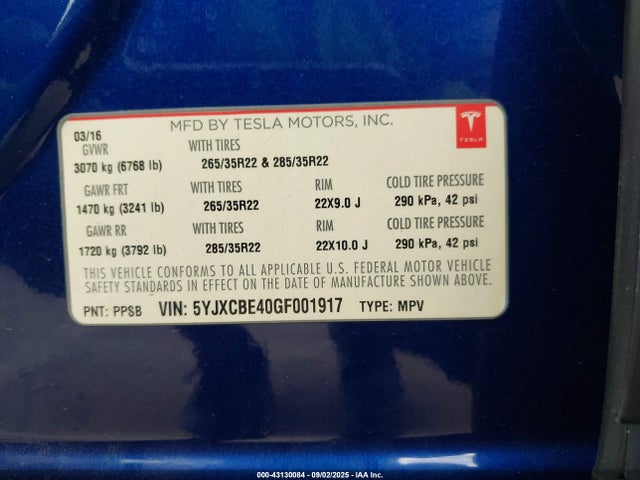 03/16 MFD BY TESLA MOTORS, INC.
TESLA
GVWR WITH TIRES
3070 kg (6768 lb) 265/35R22 & 285/35R22
GAWR FRT WITH TIRES RIM COLD TIRE PRESSURE
1470 kg (3241 lb) 265/35R22 22X9.0 J 290 kPa, 42 psi
GAWR RR WITH TIRES RIM COLD TIRE PRESSURE
1720 kg (3792 lb) 285/35R22 22X10.0 J 290 kPa, 42 psi
THIS VEHICLE CONFORMS TO ALL APPLICABLE U.S. FEDERAL MOTOR VEHICLE
SAFETY STANDARDS IN EFFECT ON THE DATE OF MANUFACTURE SHOWN ABOVE.
PNT: PPSB VIN: 5YJXCBE40GF001917 TYPE: MPV
000-43130084 - 09/02/2025 - IAA Inc.